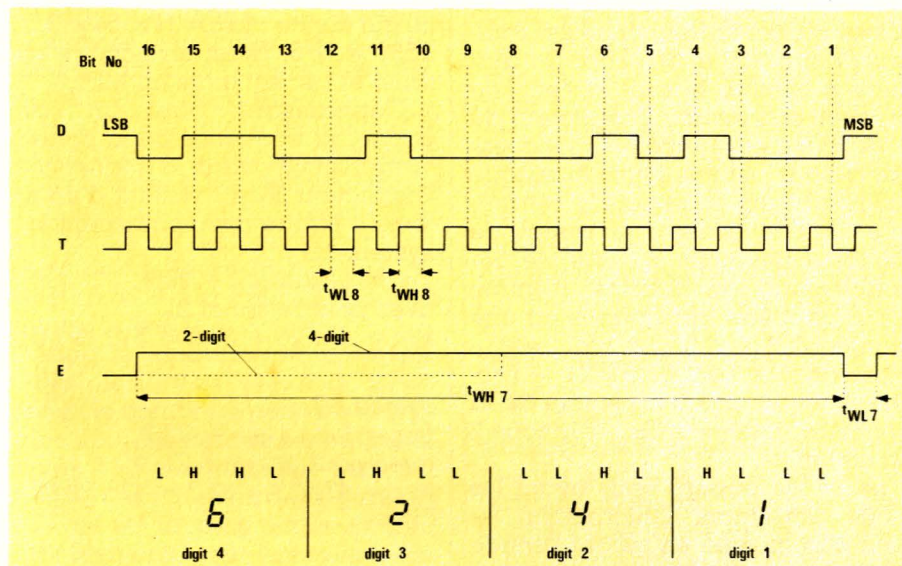 Bit No 16 15 14 13 12 11 10 9 8 7 6 5 4 3 2 1
D LSB MSB
T
tWL 8 tWH 8
2-digit 4-digit
E
tWH 7
tWL 7
L H H L L H L L L L H L H L L L
6 2 4 1
digit 4 digit 3 digit 2 digit 1